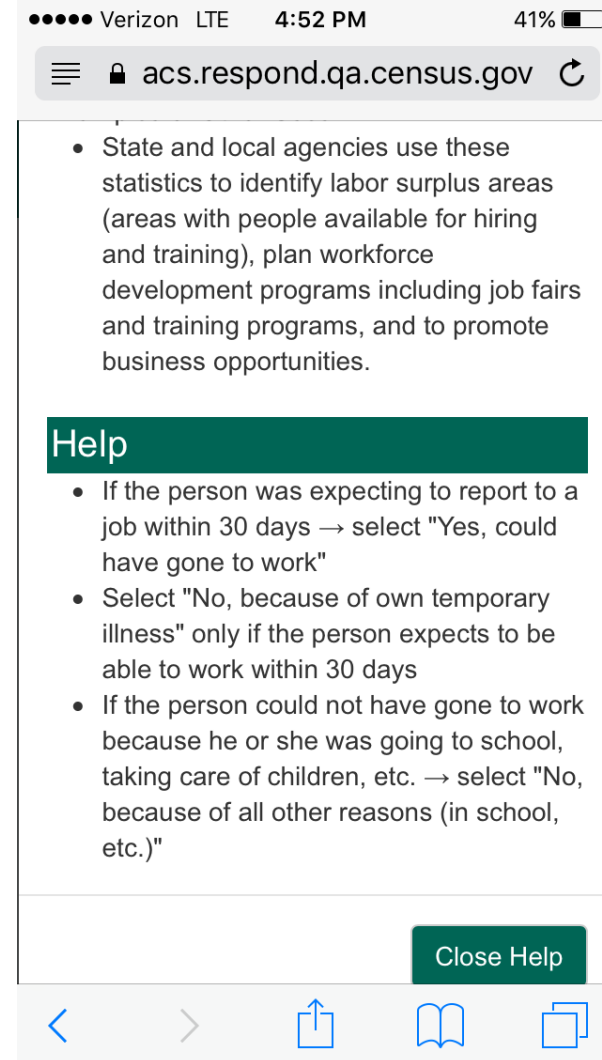 ●●●●● Verizon LTE 4:52 PM 41%
acs.respond.qa.census.gov
• State and local agencies use these
statistics to identify labor surplus areas
(areas with people available for hiring
and training), plan workforce
development programs including job fairs
and training programs, and to promote
business opportunities.
Help
• If the person was expecting to report to a
job within 30 days → select "Yes, could
have gone to work"
• Select "No, because of own temporary
illness" only if the person expects to be
able to work within 30 days
• If the person could not have gone to work
because he or she was going to school,
taking care of children, etc. → select "No,
because of all other reasons (in school,
etc.)"
Close Help